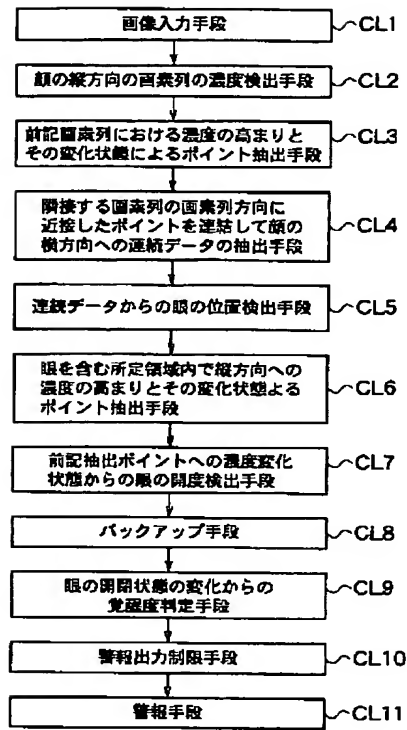 画像入力手段
CL1
顔の縦方向の画素列の濃度検出手段
CL2
前記画素列における濃度の高まりと
その変化状態によるポイント抽出手段
CL3
隣接する画素列の画素列方向に
近接したポイントを連結して顔の
横方向への連続データの抽出手段
CL4
連続データからの眼の位置検出手段
CL5
眼を含む所定領域内で縦方向への
濃度の高まりとその変化状態よる
ポイント抽出手段
CL6
前記抽出ポイントへの濃度変化
状態からの眼の開度検出手段
CL7
バックアップ手段
CL8
眼の開閉状態の変化からの
覚醒度判定手段
CL9
警報出力制限手段
CL10
警報手段
CL11